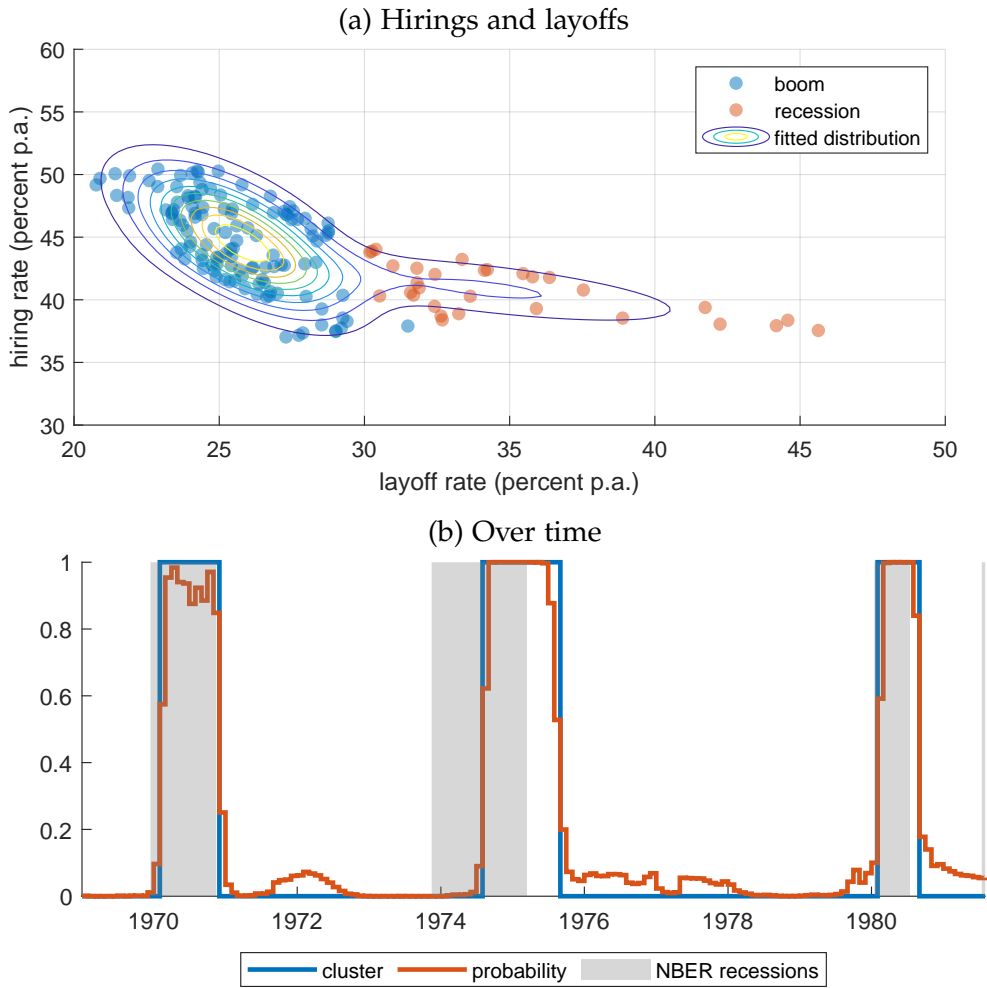 (a) Hirings and layoffs
60
55
50
45
40
35
30
hiring rate (percent p.a.)
boom
recession
fitted distribution
20 25 30 35 40 45 50
layoff rate (percent p.a.)
(b) Over time
1
0.8
0.6
0.4
0.2
0
1970 1972 1974 1976 1978 1980
cluster probability NBER recessions